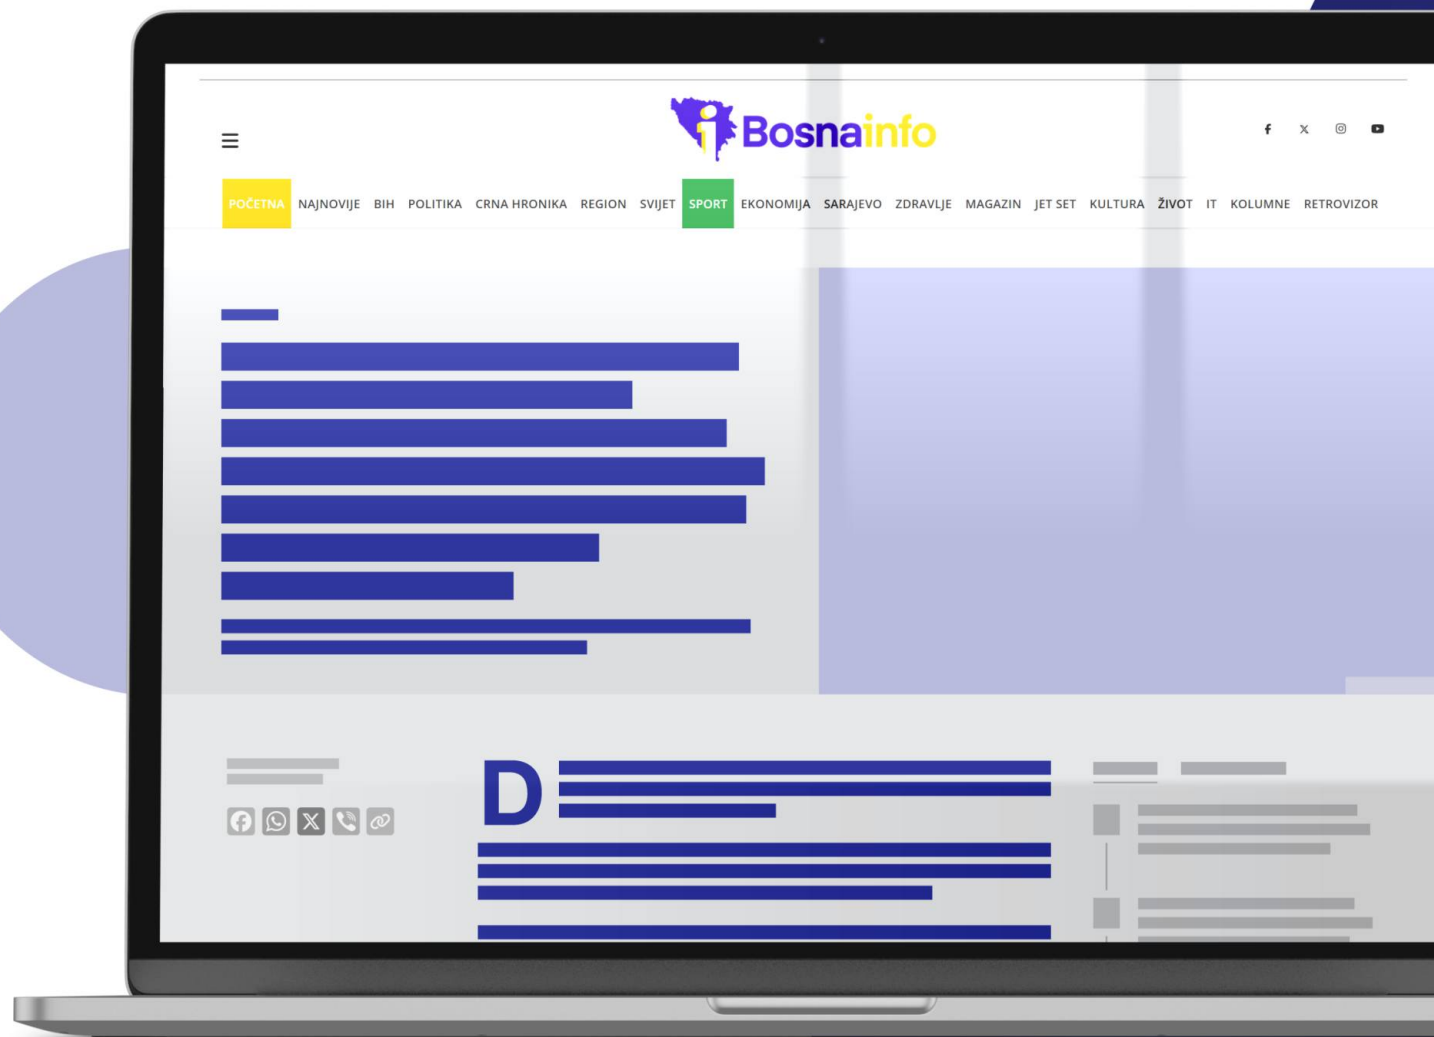 Bosnainfo
POČETNA NAJNOVIJE BIH POLITIKA CRNA HRONIKA REGION SVIJET SPORT EKONOMIJA SARAJEVO ZDRAVLJE MAGAZIN JET SET KULTURA ŽIVOT IT KOLUMNE RETROVIZOR
D